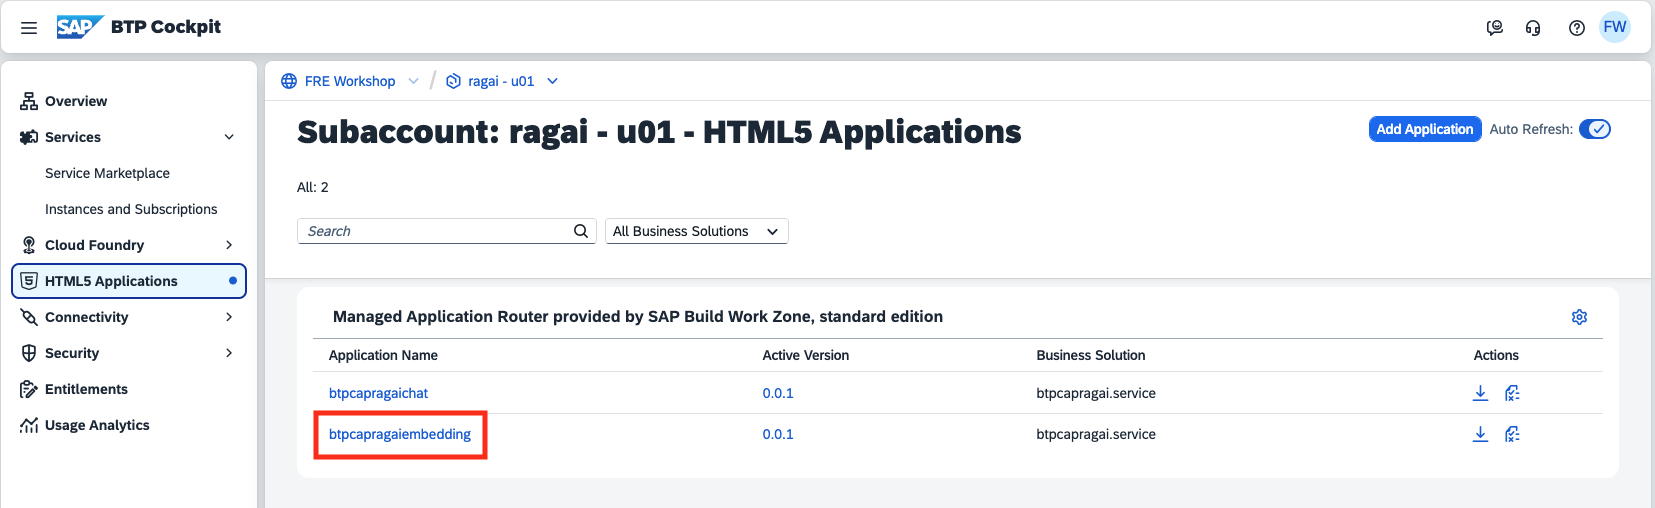 SAP BTP Cockpit
FW
Overview
Services
Service Marketplace
Instances and Subscriptions
Cloud Foundry
5 HTML5 Applications
Connectivity
Security
Entitlements
Usage Analytics
FRE Workshop / ragai - u01
Subaccount: ragai - u01 - HTML5 Applications
Add Application Auto Refresh:
All: 2
Search All Business Solutions
Managed Application Router provided by SAP Build Work Zone, standard edition
Application Name Active Version Business Solution Actions
btpcapragaichat 0.0.1 btpcapragai.service
btpcapragaiembedding 0.0.1 btpcapragai.service